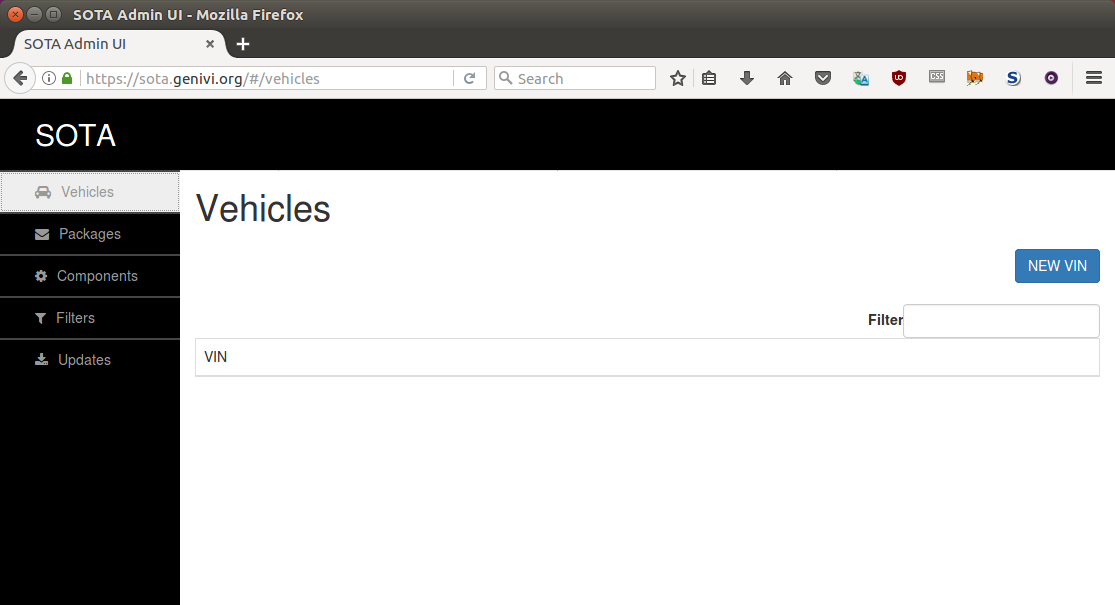 SOTA Admin UI - Mozilla Firefox
SOTA Admin UI
https://sota.genivi.org/#/vehicles
Search
CSS
S
SOTA
Vehicles
Packages
Components
Filters
Updates
Vehicles
NEW VIN
Filter
VIN